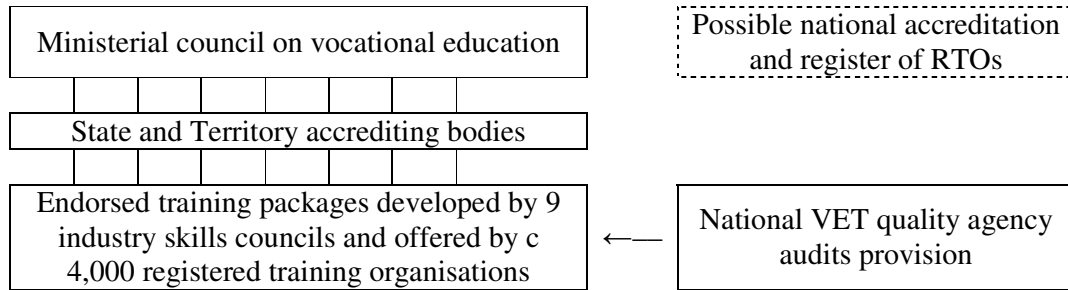 Ministerial council on vocational education
Possible national accreditation
and register of RTOs
State and Territory accrediting bodies
Endorsed training packages developed by 9
industry skills councils and offered by c
4,000 registered training organisations
National VET quality agency
audits provision